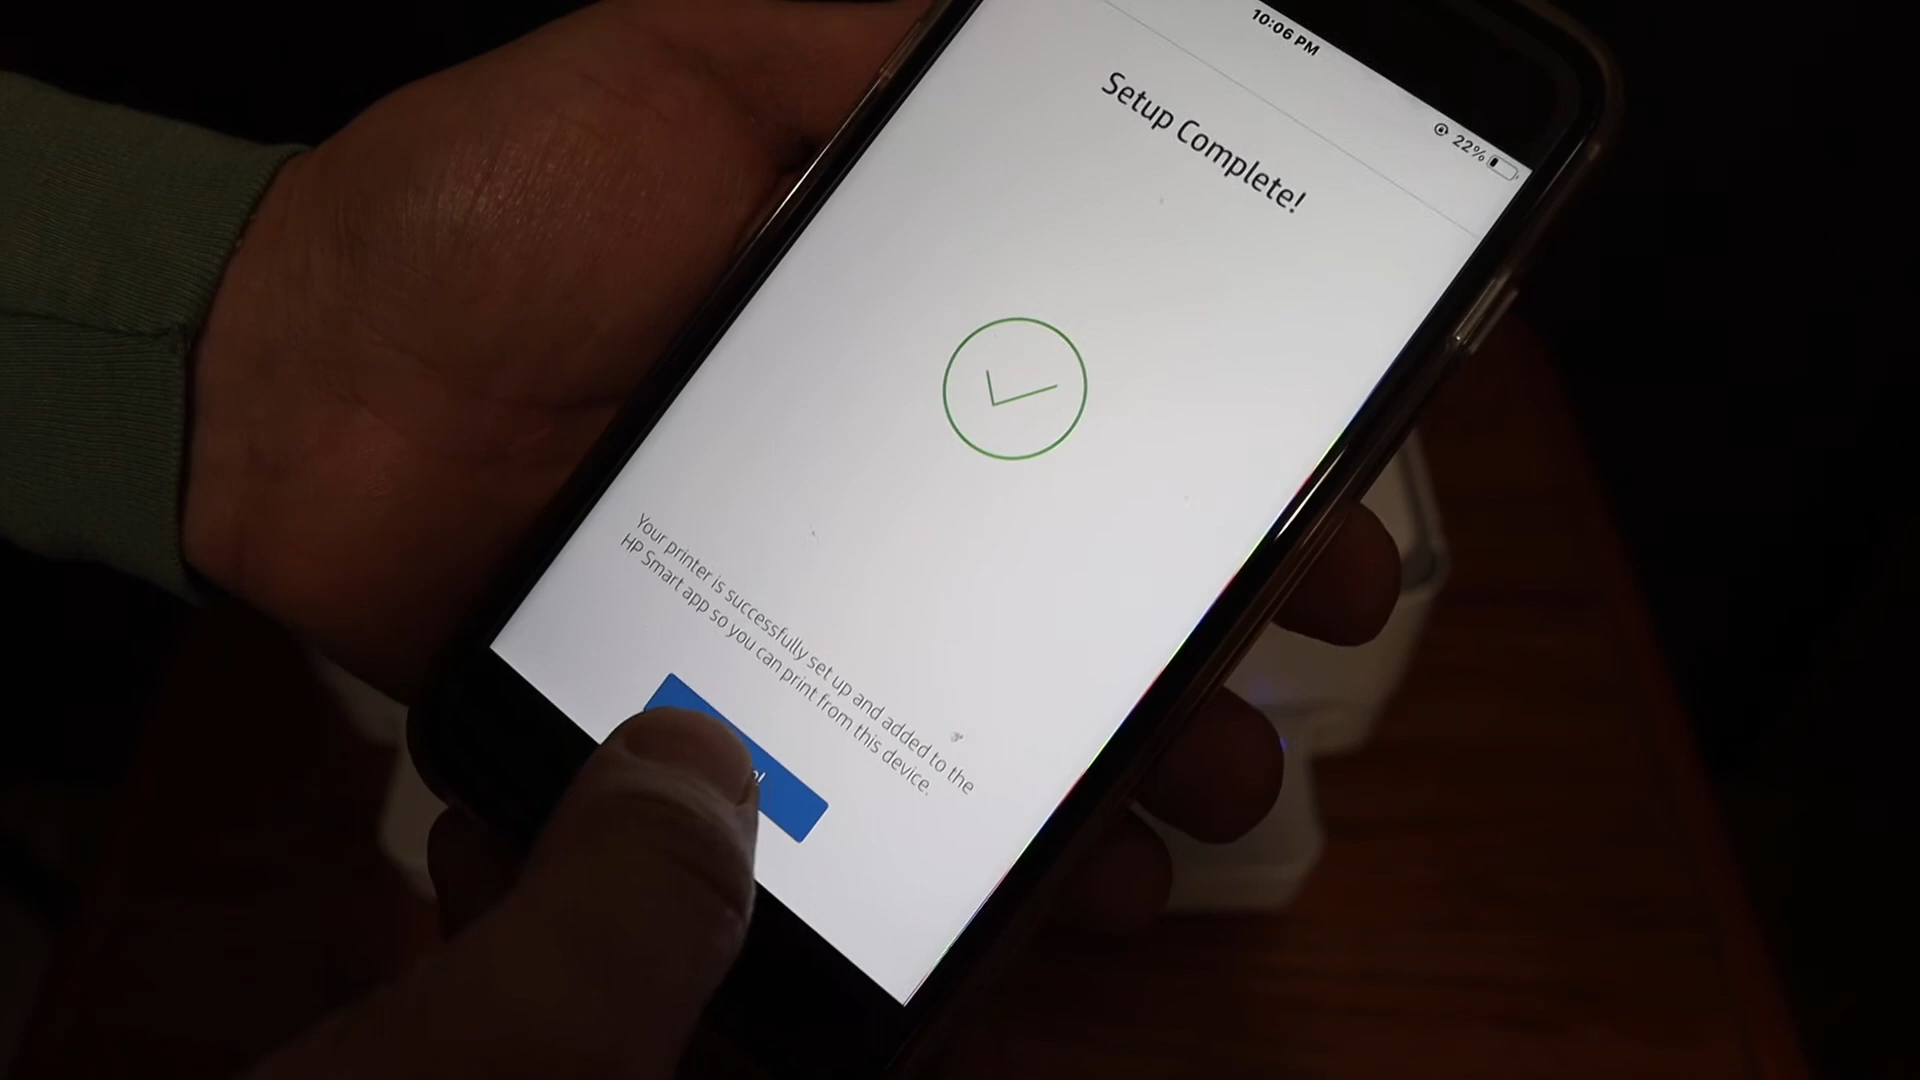 10:06 PM
22%
Setup Complete!
Your printer is successfully set up and added to the
HP Smart app so you can print from this device.